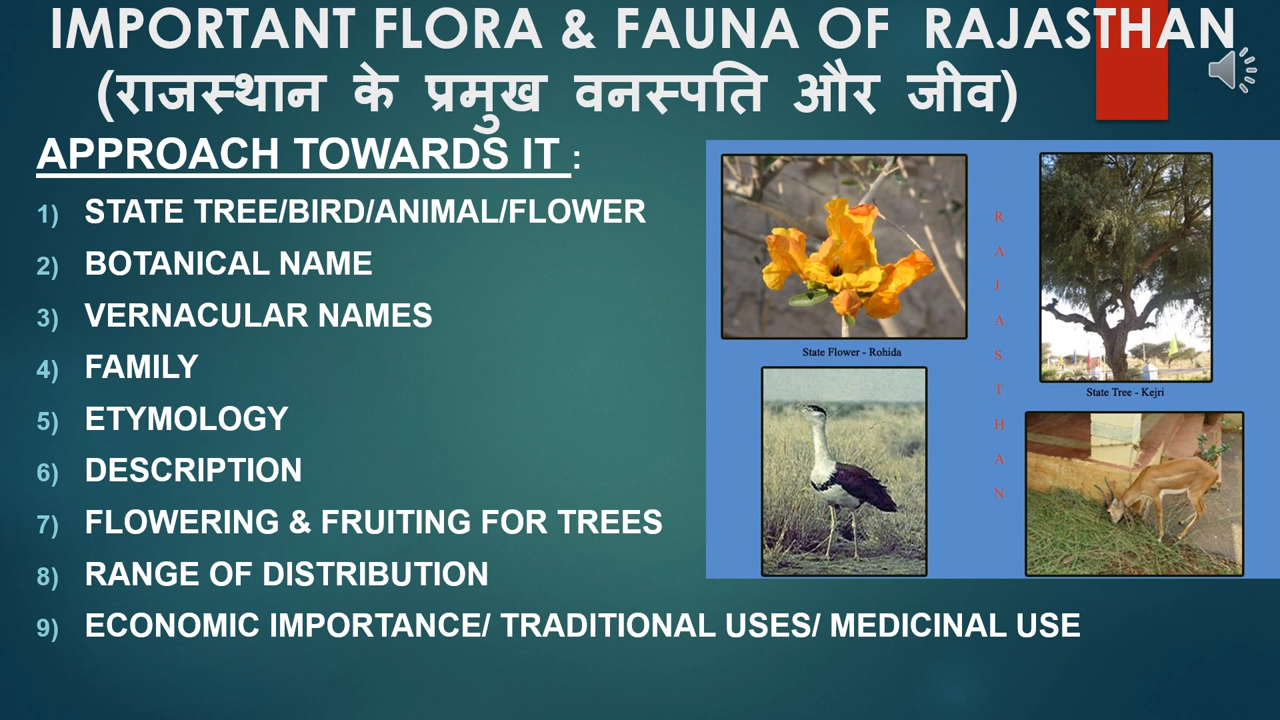 IMPORTANT FLORA & FAUNA OF RAJASTHAN
(राजस्थान के प्रमुख वनस्पति और जीव)
APPROACH TOWARDS IT :
1) STATE TREE/BIRD/ANIMAL/FLOWER
2) BOTANICAL NAME
3) VERNACULAR NAMES
4) FAMILY
5) ETYMOLOGY
6) DESCRIPTION
7) FLOWERING & FRUITING FOR TREES
8) RANGE OF DISTRIBUTION
9) ECONOMIC IMPORTANCE/ TRADITIONAL USES/ MEDICINAL USE
State Flower - Rohida
R
A
J
A
S
T
H
A
N
State Tree - Kejri